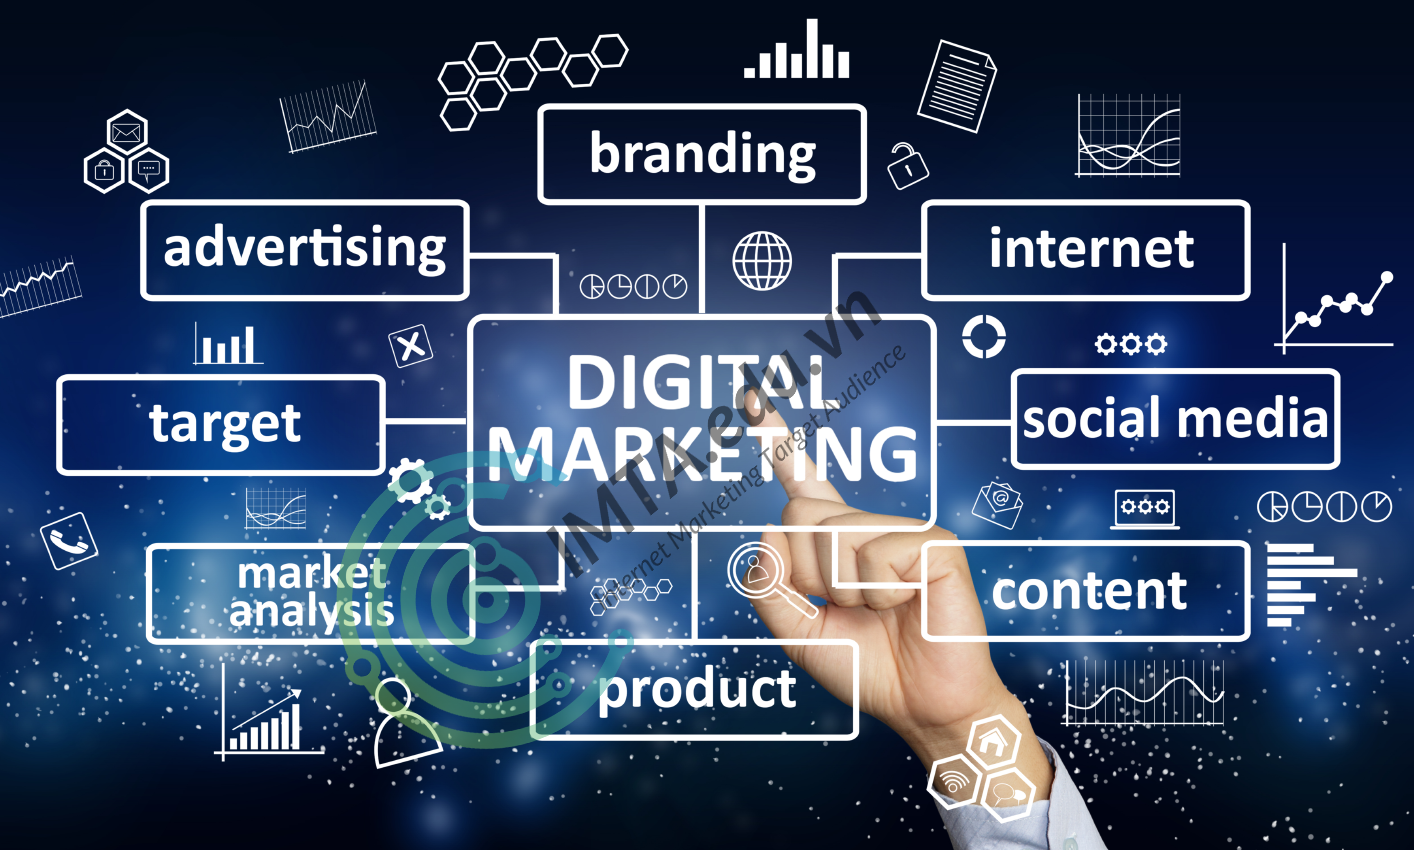 branding
advertising
internet
DIGITAL
MARKETING
target
social media
market
analysis
content
product
IMTA.edu.vn
Internet Marketing Target Audience